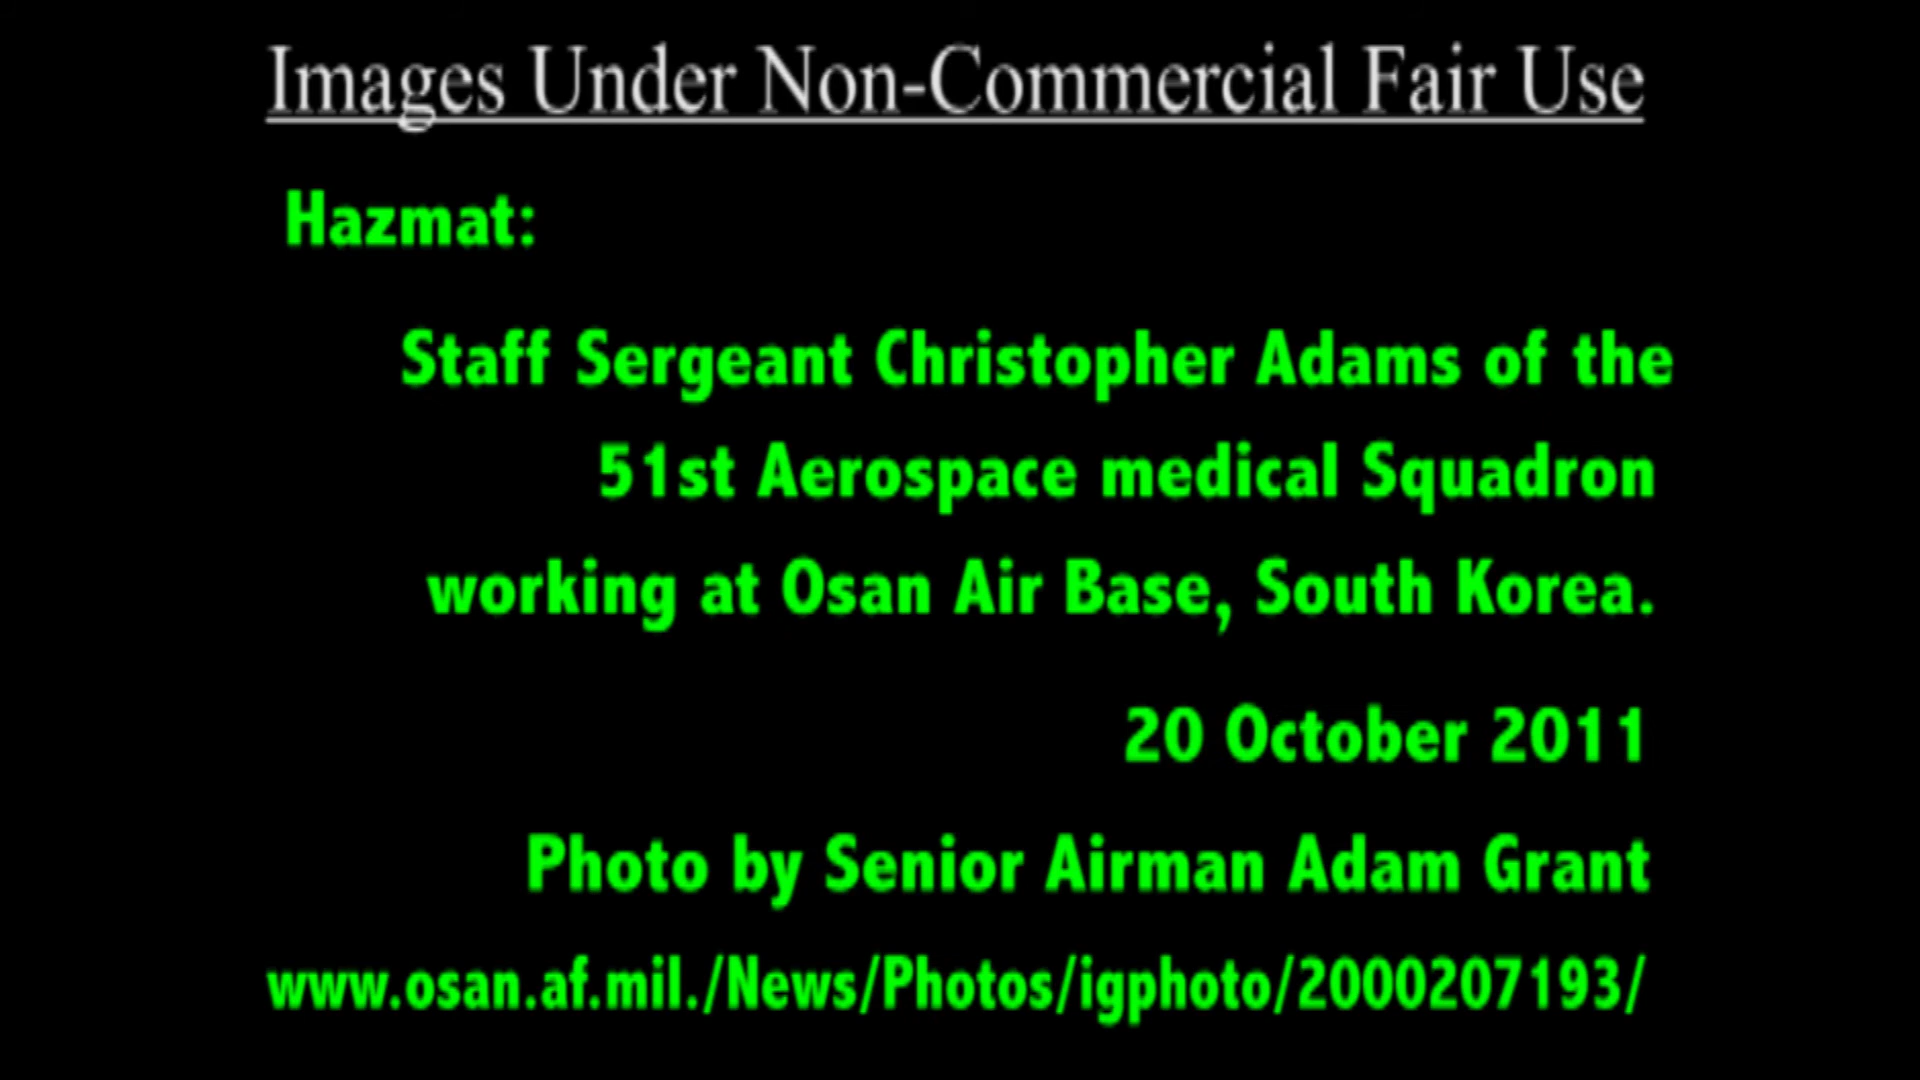 Images Under Non-Commercial Fair Use
Hazmat:
Staff Sergeant Christopher Adams of the
51st Aerospace medical Squadron
working at Osan Air Base, South Korea.
20 October 2011
Photo by Senior Airman Adam Grant
www.osan.af.mil./News/Photos/igphoto/2000207193/